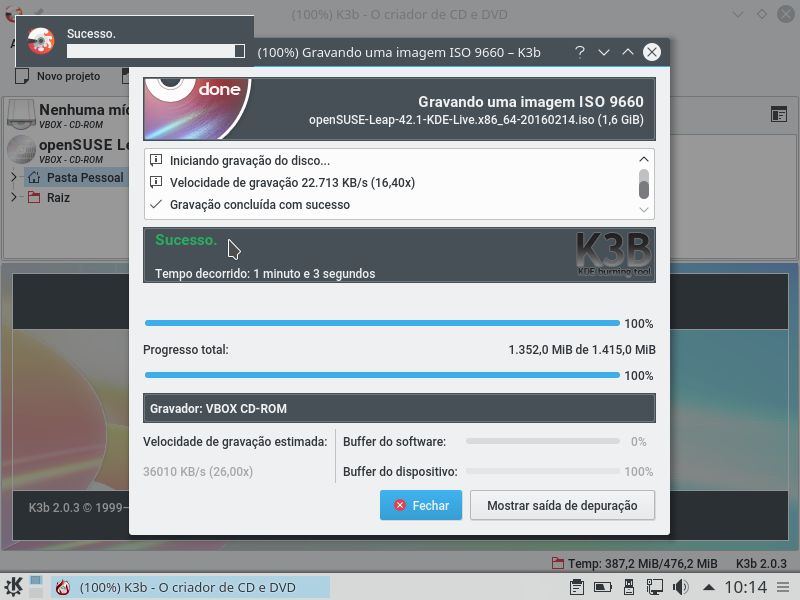 (100%) K3b - O criador de CD e DVD
Sucesso.
(100%) Gravando uma imagem ISO 9660 – K3b
Novo projeto
done
Gravando uma imagem ISO 9660
openSUSE-Leap-42.1-KDE-Live.x86_64-20160214.iso (1,6 GiB)
Nenhuma míd
VBOX - CD-ROM
openSUSE Le
VBOX - CD-ROM
Pasta Pessoal
Raiz
Iniciando gravação do disco...
Velocidade de gravação 22.713 KB/s (16,40x)
Gravação concluída com sucesso
Sucesso.
Tempo decorrido: 1 minuto e 3 segundos
K3B
KDE burning tool
100%
Progresso total:
1.352,0 MiB de 1.415,0 MiB
100%
Gravador: VBOX CD-ROM
Velocidade de gravação estimada:
36010 KB/s (26,00x)
Buffer do software:
0%
Buffer do dispositivo:
100%
Fechar
Mostrar saída de depuração
K3b 2.0.3 © 1999–
Temp: 387,2 MiB/476,2 MiB
K3b 2.0.3
(100%) K3b - O criador de CD e DVD
10:14